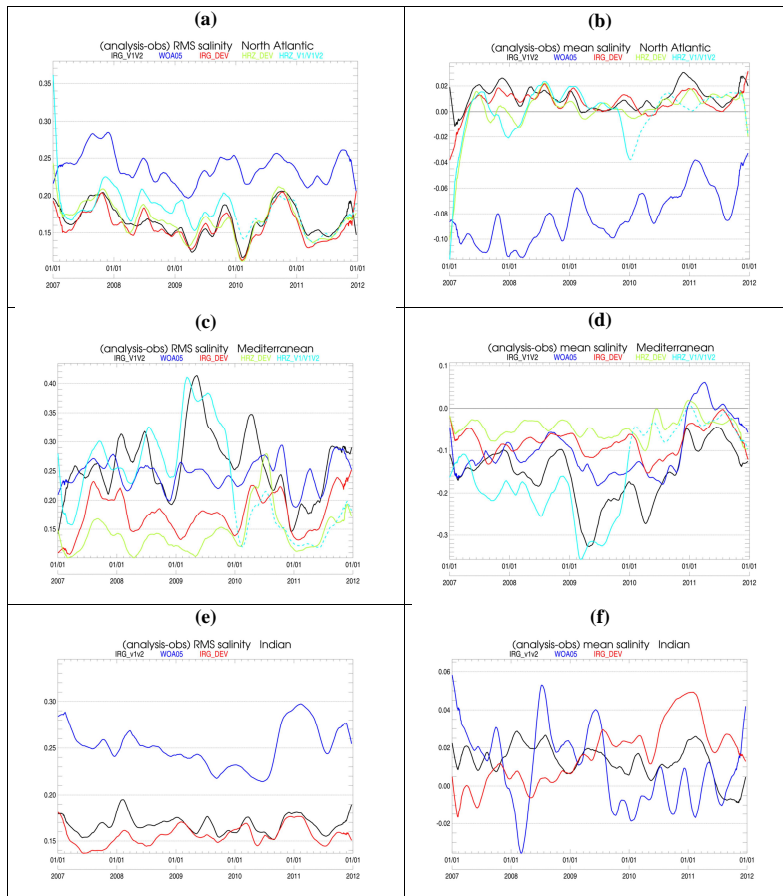 (a)
(analysis-obs) RMS salinity North Atlantic
IRG_V1V2 WOA05 IRG_DEV HRZ_DEV HRZ_V1/V1V2
0.35
0.30
0.25
0.20
0.15
01/01 01/01 01/01 01/01 01/01 01/01
2007 2008 2009 2010 2011 2012
(b)
(analysis-obs) mean salinity North Atlantic
IRG_V1V2 WOA05 IRG_DEV HRZ_DEV HRZ_V1/V1V2
0.02
0.00
-0.02
-0.04
-0.06
-0.08
-0.10
01/01 01/01 01/01 01/01 01/01 01/01
2007 2008 2009 2010 2011 2012
(c)
(analysis-obs) RMS salinity Mediterranean
IRG_V1V2 WOA05 IRG_DEV HRZ_DEV HRZ_V1/V1V2
0.40
0.35
0.30
0.25
0.20
0.15
01/01 01/01 01/01 01/01 01/01 01/01
2007 2008 2009 2010 2011 2012
(d)
(analysis-obs) mean salinity Mediterranean
IRG_V1V2 WOA05 IRG_DEV HRZ_DEV HRZ_V1/V1V2
0.1
0.0
-0.1
-0.2
-0.3
01/01 01/01 01/01 01/01 01/01 01/01
2007 2008 2009 2010 2011 2012
(e)
(analysis-obs) RMS salinity Indian
IRG_v1v2 WOA05 IRG_DEV
0.30
0.25
0.20
0.15
01/01 01/01 01/01 01/01 01/01 01/01
2007 2008 2009 2010 2011 2012
(f)
(analysis-obs) mean salinity Indian
IRG_v1v2 WOA05 IRG_DEV
0.06
0.04
0.02
0.00
-0.02
01/01 01/01 01/01 01/01 01/01 01/01
2007 2008 2009 2010 2011 2012